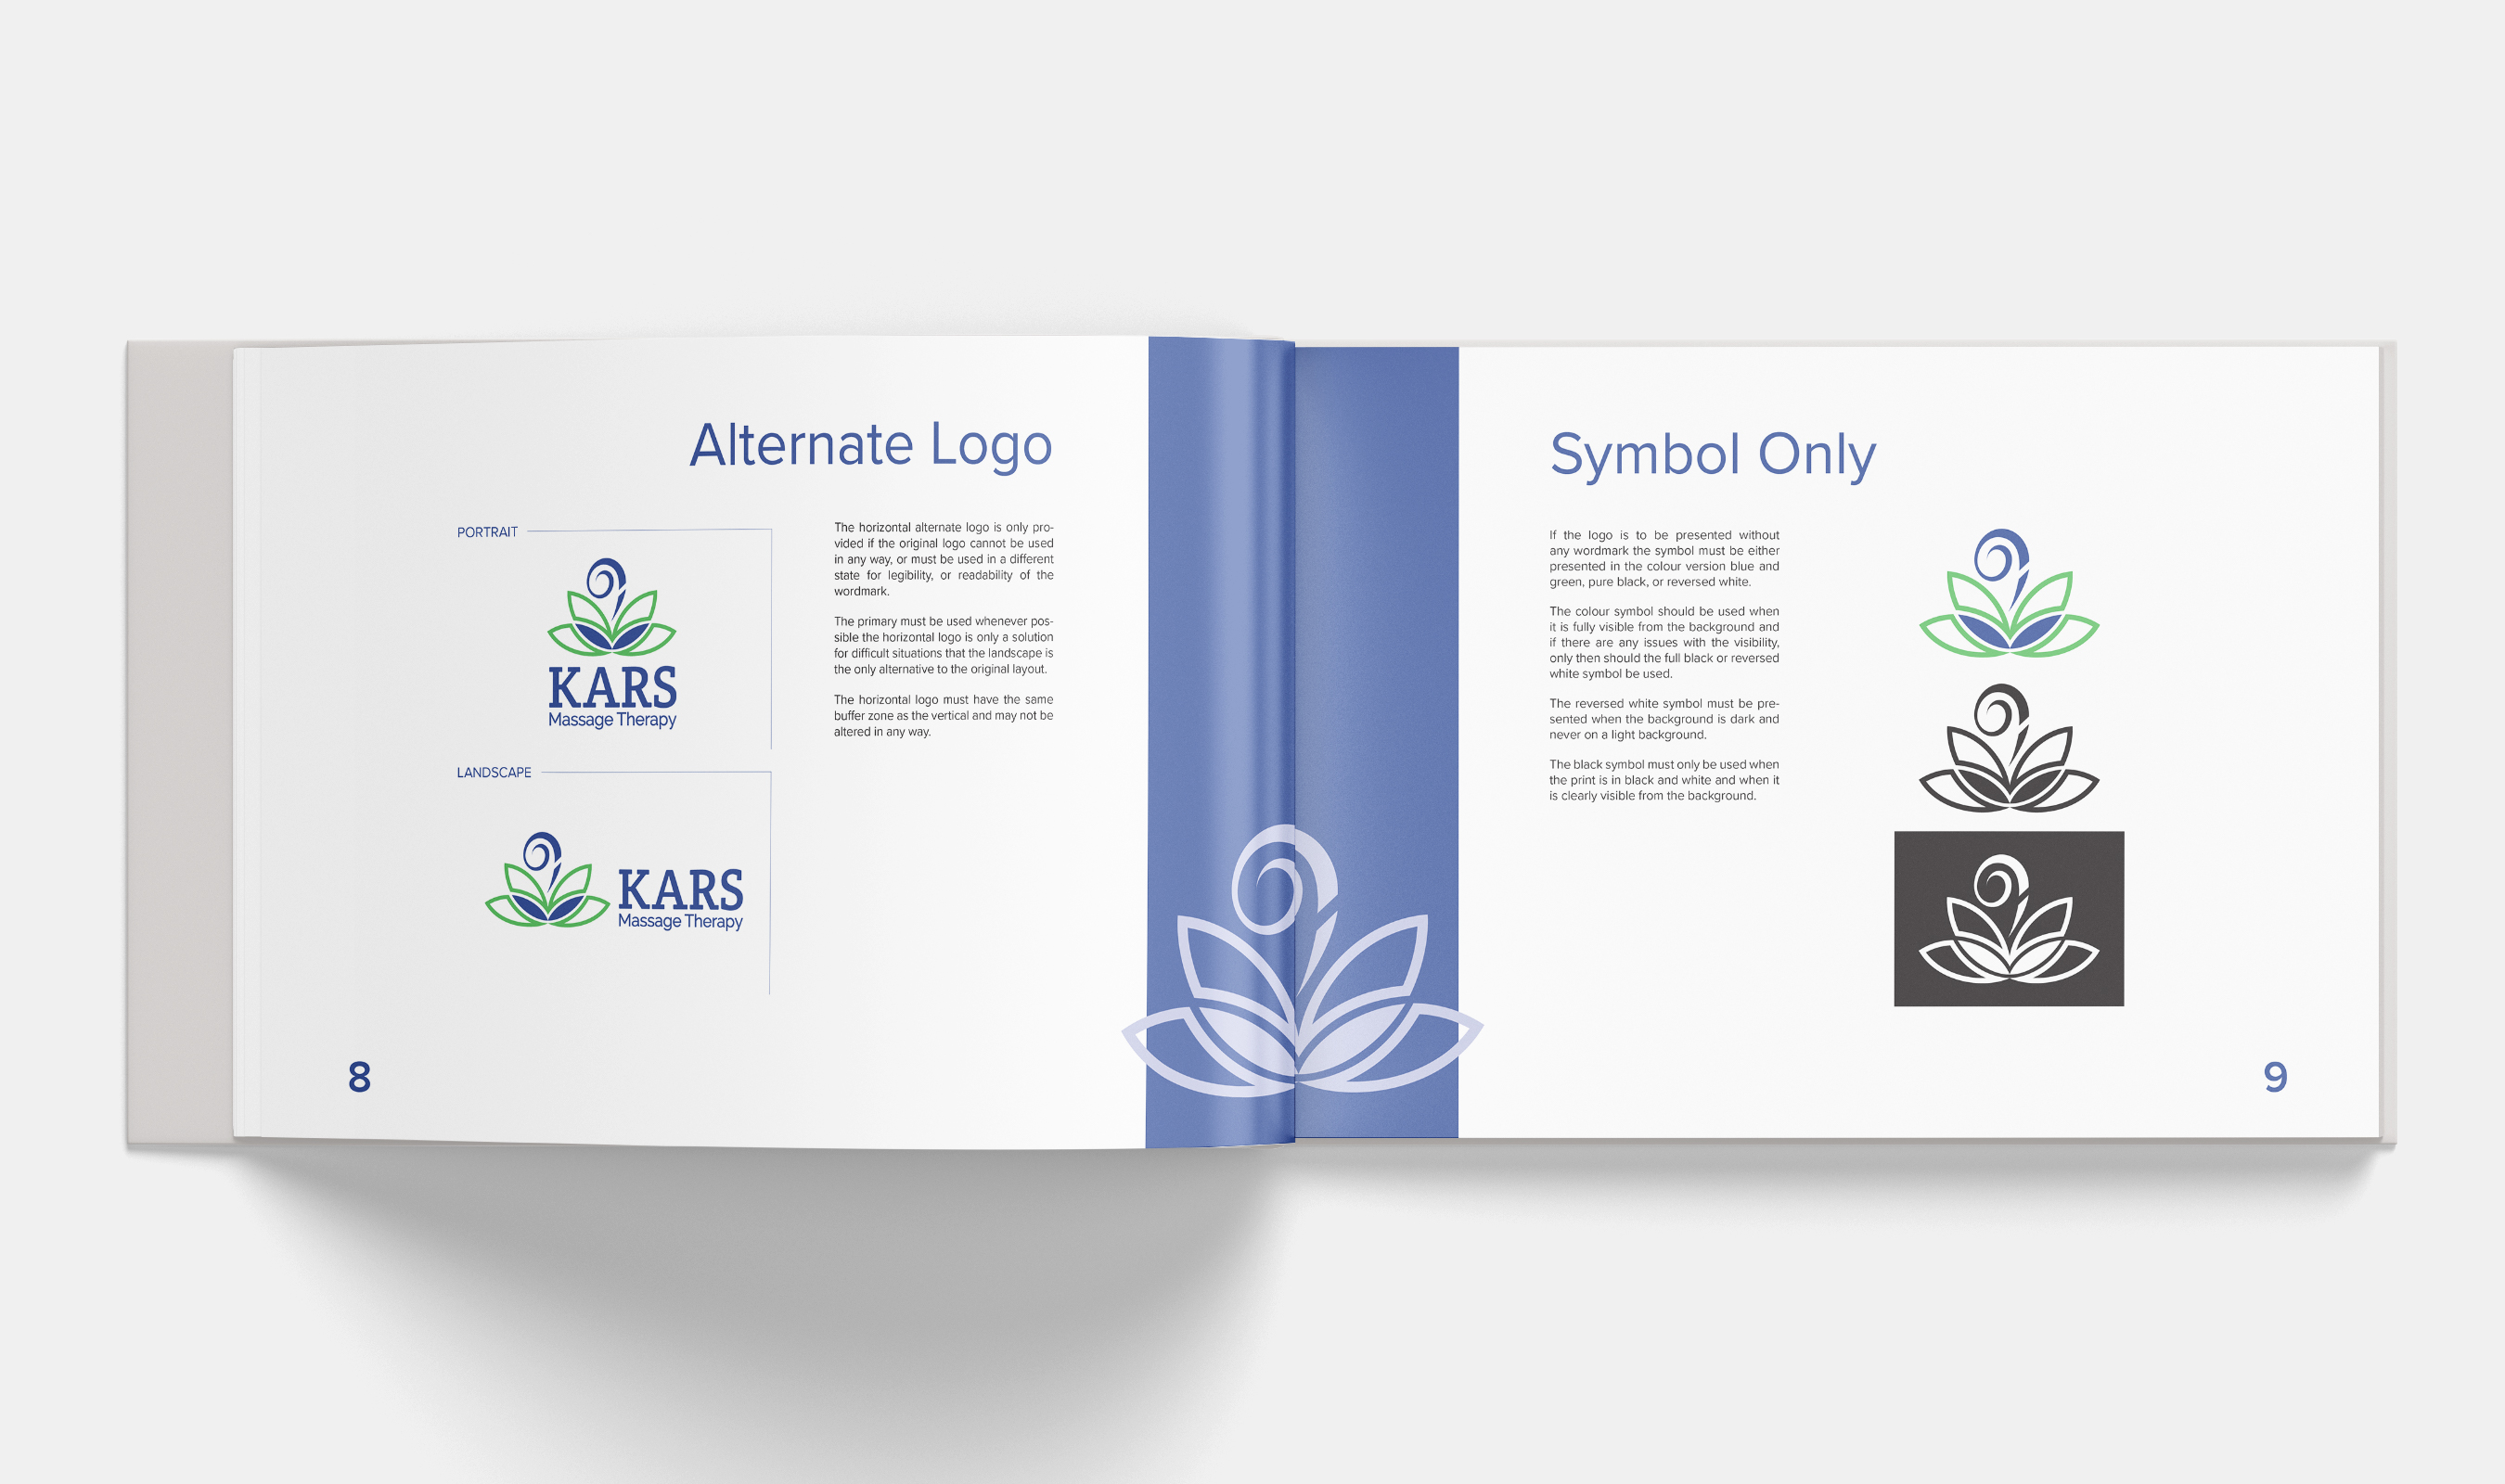 Alternate Logo
PORTRAIT
KARS
Massage Therapy
LANDSCAPE
KARS
Massage Therapy
The horizontal alternate logo is only pro-
vided if the original logo cannot be used
in any way, or must be used in a different
state for legibility, or readability of the
wordmark.
The primary must be used whenever pos-
sible the horizontal logo is only a solution
for difficult situations that the landscape is
the only alternative to the original layout.
The horizontal logo must have the same
buffer zone as the vertical and may not be
altered in any way.
8
Symbol Only
If the logo is to be presented without
any wordmark the symbol must be either
presented in the colour version blue and
green, pure black, or reversed white.
The colour symbol should be used when
it is fully visible from the background and
if there are any issues with the visibility,
only then should the full black or reversed
white symbol be used.
The reversed white symbol must be pre-
sented when the background is dark and
never on a light background.
The black symbol must only be used when
the print is in black and white and when it
is clearly visible from the background.
9